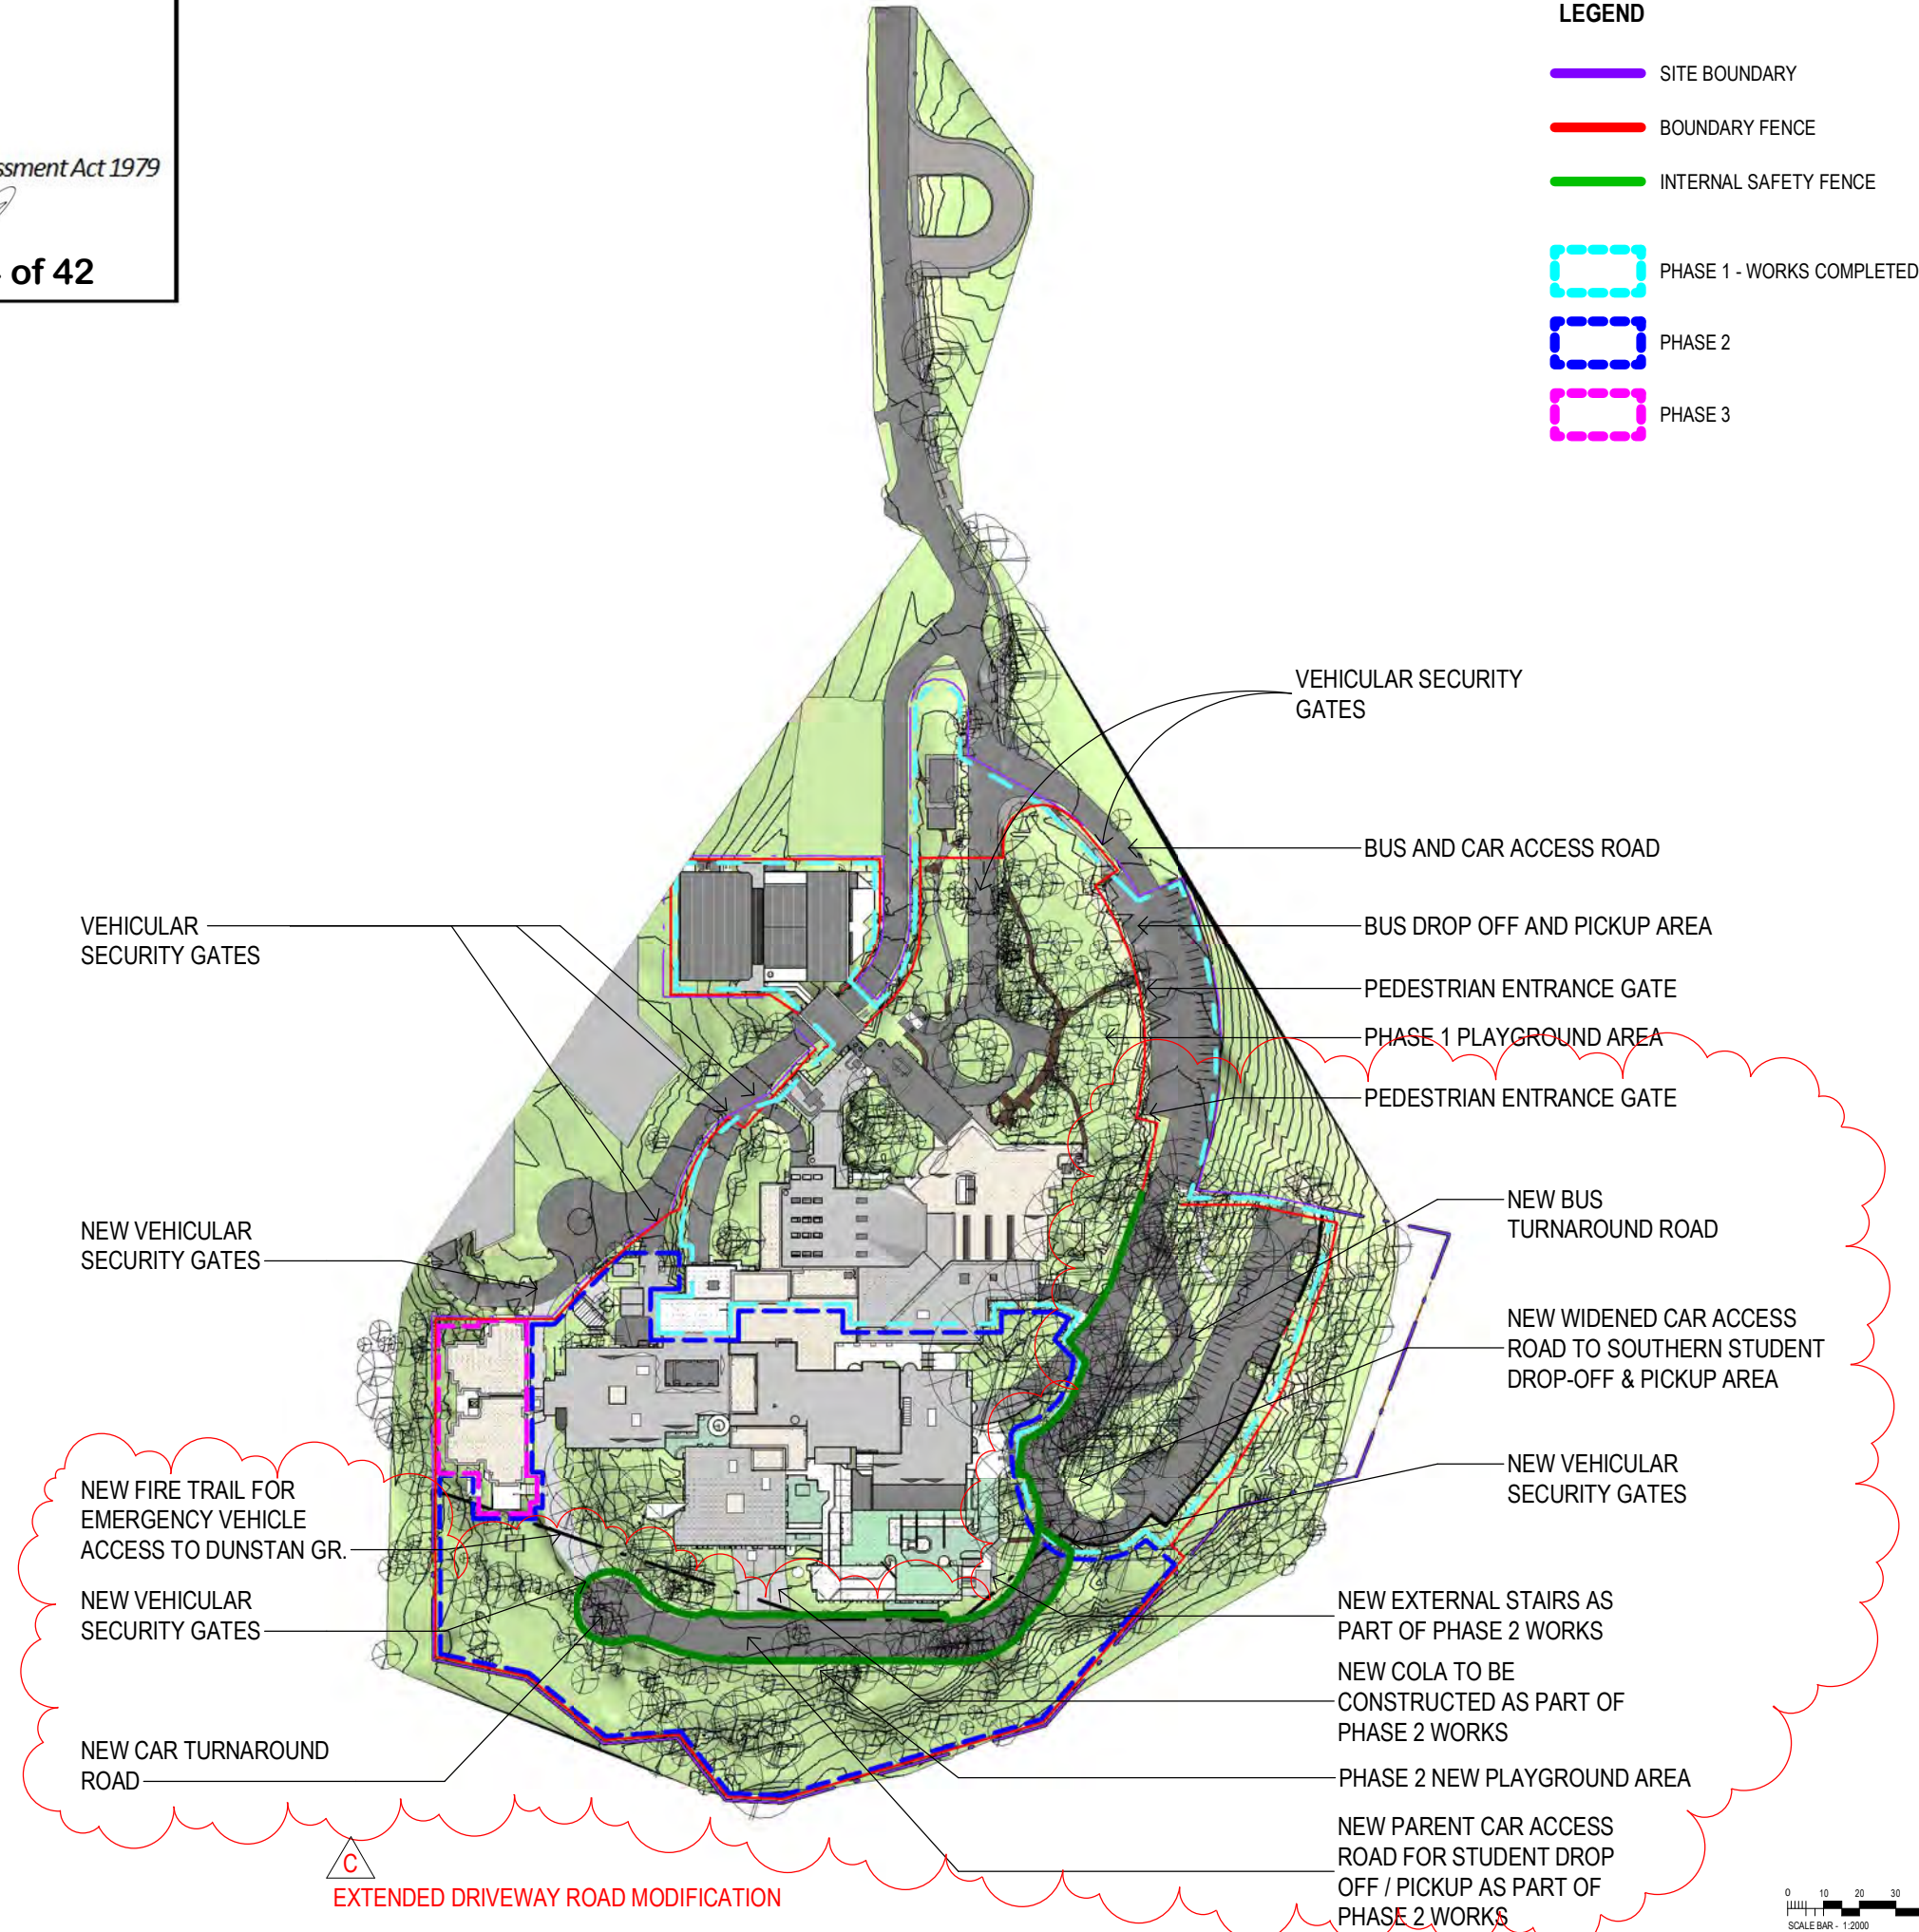 ssment Act 1979
of 42
LEGEND
SITE BOUNDARY
BOUNDARY FENCE
INTERNAL SAFETY FENCE
PHASE 1 - WORKS COMPLETED
PHASE 2
PHASE 3
VEHICULAR SECURITY
GATES
BUS AND CAR ACCESS ROAD
BUS DROP OFF AND PICKUP AREA
PEDESTRIAN ENTRANCE GATE
PHASE 1 PLAYGROUND AREA
PEDESTRIAN ENTRANCE GATE
NEW BUS
TURNAROUND ROAD
NEW WIDENED CAR ACCESS
ROAD TO SOUTHERN STUDENT
DROP-OFF & PICKUP AREA
NEW VEHICULAR
SECURITY GATES
NEW EXTERNAL STAIRS AS
PART OF PHASE 2 WORKS
NEW COLA TO BE
CONSTRUCTED AS PART OF
PHASE 2 WORKS
PHASE 2 NEW PLAYGROUND AREA
NEW PARENT CAR ACCESS
ROAD FOR STUDENT DROP
OFF / PICKUP AS PART OF
PHASE 2 WORKS
VEHICULAR
SECURITY GATES
NEW VEHICULAR
SECURITY GATES
NEW FIRE TRAIL FOR
EMERGENCY VEHICLE
ACCESS TO DUNSTAN GR.
NEW VEHICULAR
SECURITY GATES
NEW CAR TURNAROUND
ROAD
C
EXTENDED DRIVEWAY ROAD MODIFICATION
0 10 20 30
SCALE BAR - 1:2000